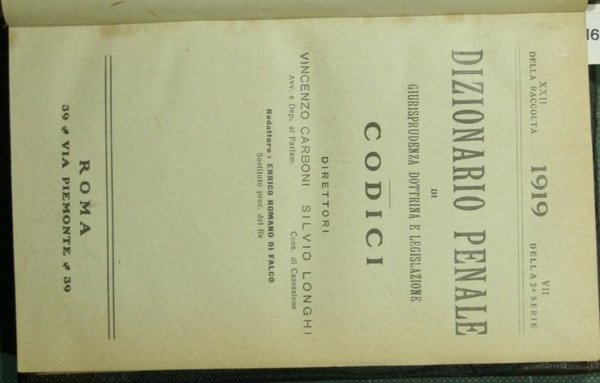 XXII 1919 VII
DELLA RACCOLTA DELLA 2ª SERIE
DIZIONARIO PENALE
DI
GIURISPRUDENZA DOTTRINA E LEGISLAZIONE
CODICI
DIRETTORI
VINCENZO CARBONI SILVIO LONGHI
Avv. e Dep. al Parlam. Cons. di Cassazione
Redattore: ENRICO ROMANO DI FALCO
Sostituto proc. del Re
ROMA
39 VIA PIEMONTE 39